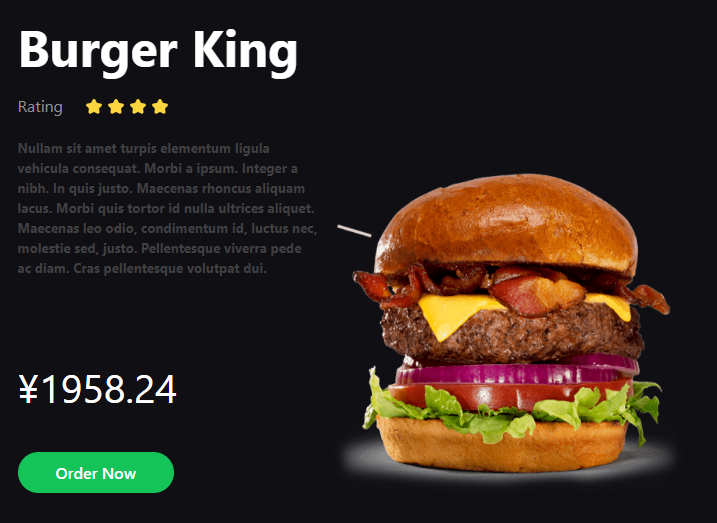 Burger King
Rating
Nullam sit amet turpis elementum ligula
vehicula consequat. Morbi a ipsum. Integer a
nibh. In quis justo. Maecenas rhoncus aliquam
lacus. Morbi quis tortor id nulla ultrices aliquet.
Maecenas leo odio, condimentum id, luctus nec,
molestie sed, justo. Pellentesque viverra pede
ac diam. Cras pellentesque volutpat dui.
¥1958.24
Order Now